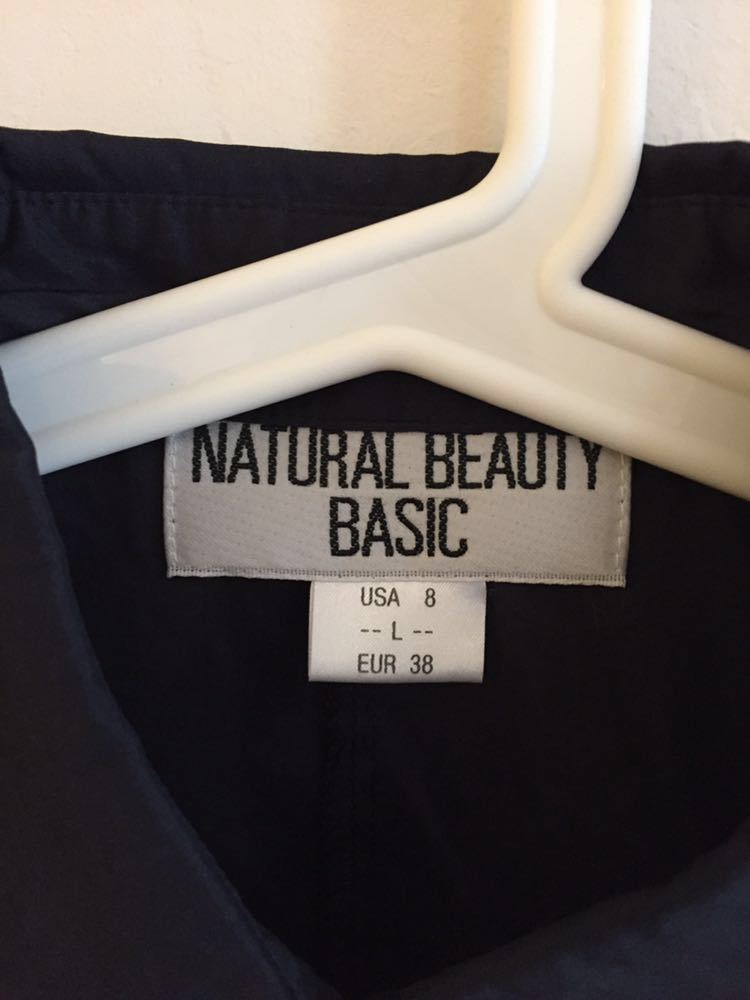 NATURAL BEAUTY
BASIC
USA 8
-- L --
EUR 38